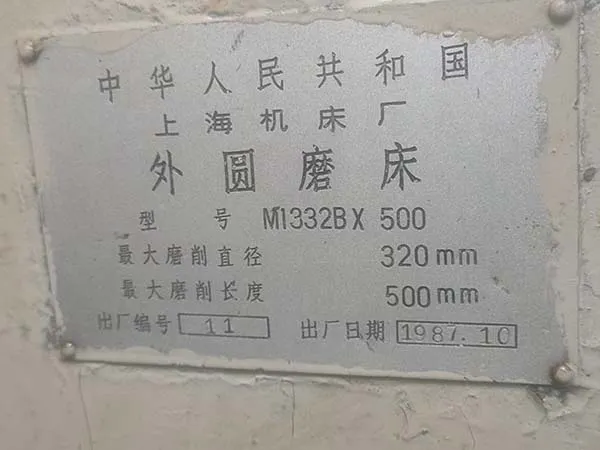 中华人民共和国
上海机床厂
外圆磨床
型 号 M1332BX 500
最大磨削直径 320mm
最大磨削长度 500mm
出厂编号 11 出厂日期 1987.10